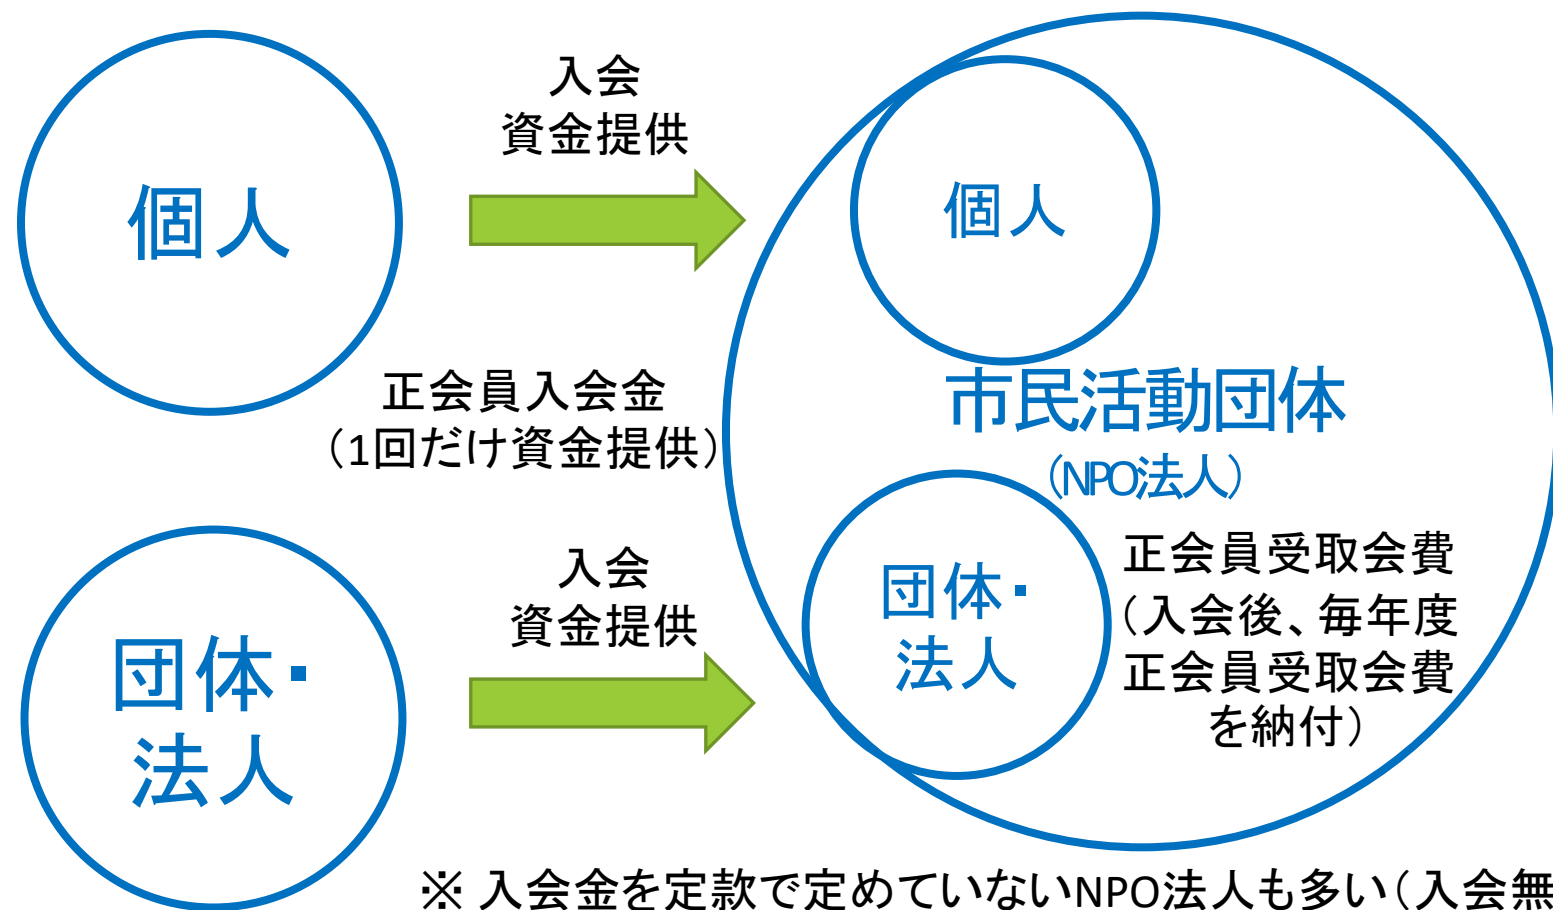 個人
入会
資金提供
個人
正会員入会金
（1回だけ資金提供）
市民活動団体
（NPO法人）
団体・
法人
入会
資金提供
団体・
法人
正会員受取会費
（入会後、毎年度
正会員受取会費
を納付）
※ 入会金を定款で定めていないNPO法人も多い（入会無